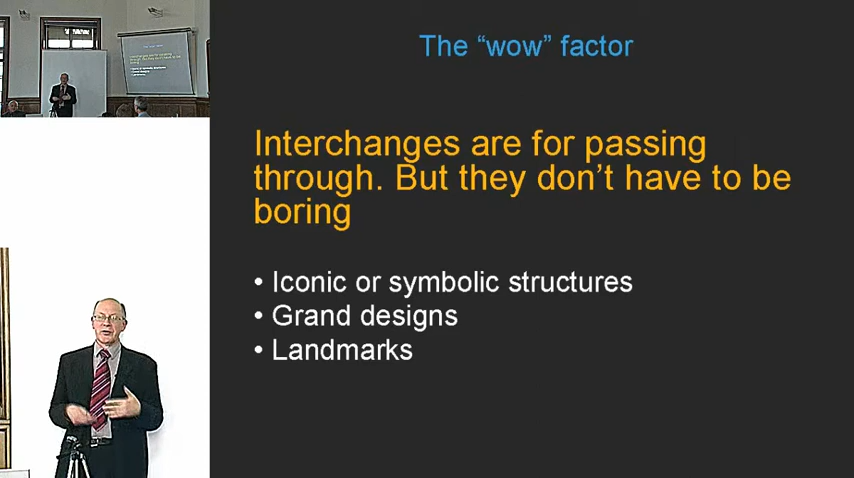 The “wow” factor
Interchanges are for passing
through. But they don’t have to be
boring
• Iconic or symbolic structures
• Grand designs
• Landmarks